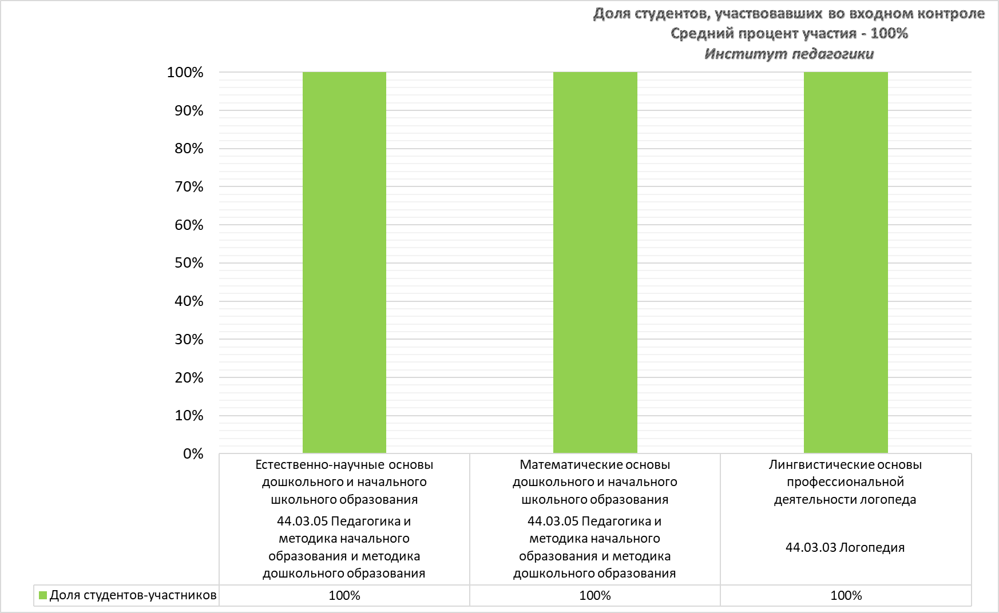 Доля студентов, участвовавших во входном контроле
Средний процент участия - 100%
Институт педагогики
100%
90%
80%
70%
60%
50%
40%
30%
20%
10%
0%
Естественно-научные основы
дошкольного и начального
школьного образования
44.03.05 Педагогика и
методика начального
образования и методика
дошкольного образования
Математические основы
дошкольного и начального
школьного образования
44.03.05 Педагогика и
методика начального
образования и методика
дошкольного образования
Лингвистические основы
профессиональной
деятельности логопеда
44.03.03 Логопедия
Доля студентов-участников 100% 100% 100%